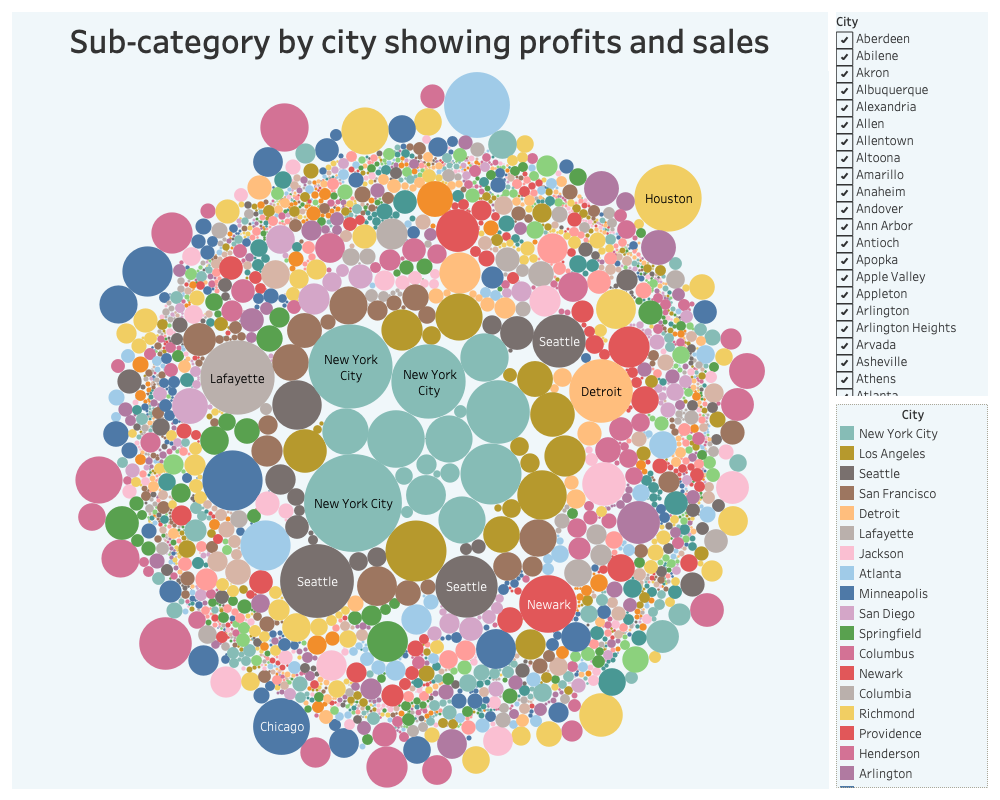 Sub-category by city showing profits and sales
Houston
Seattle
New York
City
New York
City
Lafayette
Detroit
New York City
Seattle
Seattle
Newark
Chicago
City
Aberdeen
Abilene
Akron
Albuquerque
Alexandria
Allen
Allentown
Altoona
Amarillo
Anaheim
Andover
Ann Arbor
Antioch
Apopka
Apple Valley
Appleton
Arlington
Arlington Heights
Arvada
Asheville
Athens
Atlanta
City
New York City
Los Angeles
Seattle
San Francisco
Detroit
Lafayette
Jackson
Atlanta
Minneapolis
San Diego
Springfield
Columbus
Newark
Columbia
Richmond
Providence
Henderson
Arlington